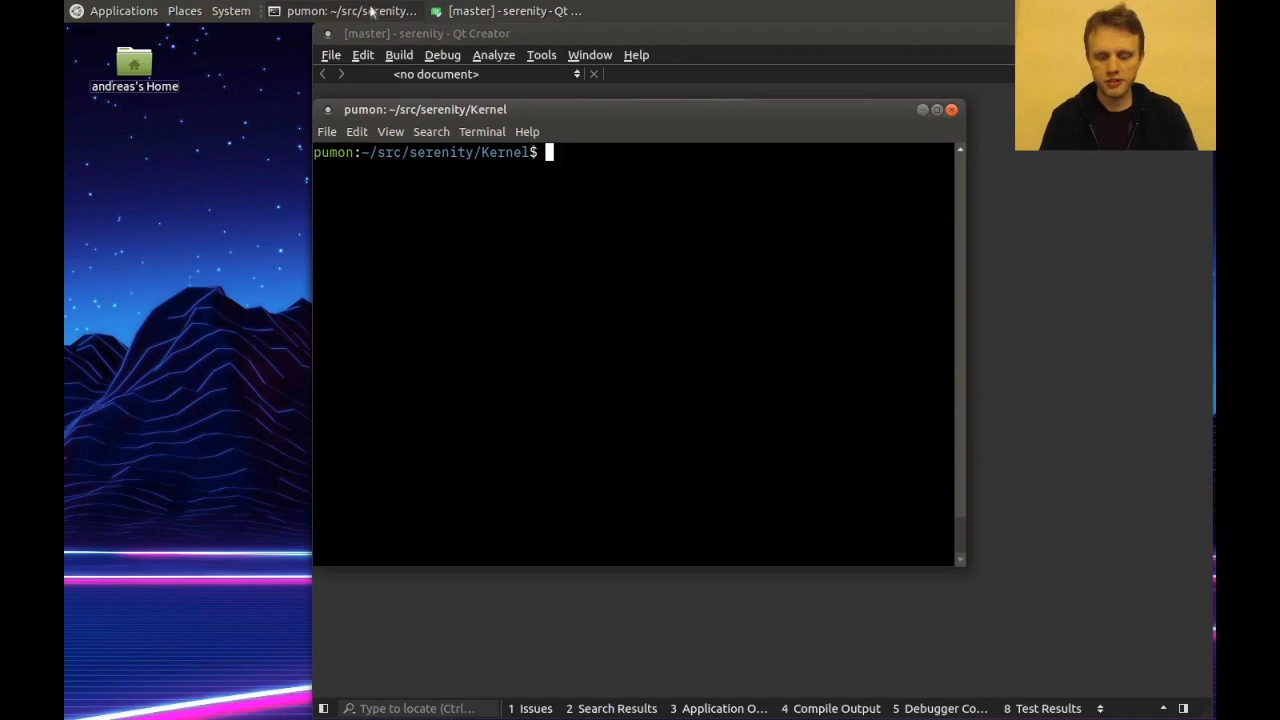 Applications Places System pumon: ~/src/serenity... [master] - serenity - Qt ...
andreas's Home
[master] - serenity - Qt Creator
File Edit Build Debug Analyze Tools Window Help
<no document>
pumon: ~/src/serenity/Kernel
File Edit View Search Terminal Help
pumon:~/src/serenity/Kernel$
Type to locate (Ctrl... 1 Issues 2 Search Results 3 Application O... 4 Compile Output 5 Debugger Co... 8 Test Results